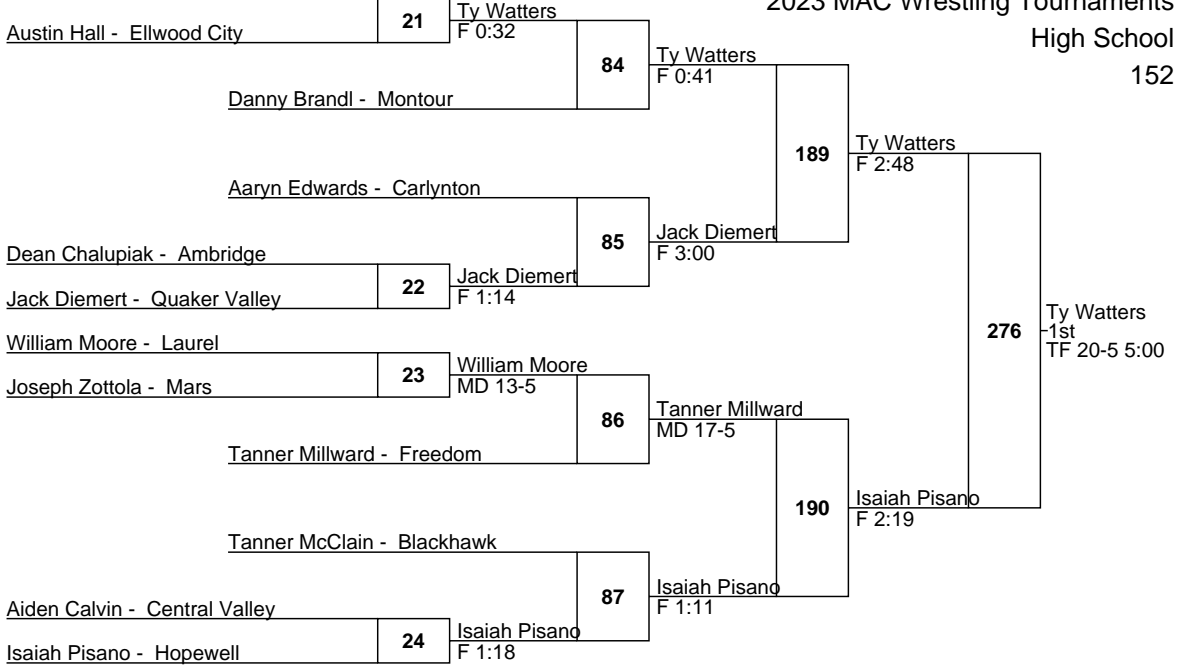 2023 MAC Wrestling Tournaments
High School
152
Ty Watters
21
F 0:32
Austin Hall - Ellwood City
Ty Watters
84
F 0:41
Danny Brandl - Montour
Ty Watters
189
F 2:48
Aaryn Edwards - Carlynton
Jack Diemert
85
F 3:00
Dean Chalupiak - Ambridge
Jack Diemert
22
F 1:14
Jack Diemert - Quaker Valley
Ty Watters
276
1st
TF 20-5 5:00
William Moore - Laurel
William Moore
23
MD 13-5
Joseph Zottola - Mars
Tanner Millward
86
MD 17-5
Tanner Millward - Freedom
Isaiah Pisano
190
F 2:19
Tanner McClain - Blackhawk
Isaiah Pisano
87
F 1:11
Aiden Calvin - Central Valley
Isaiah Pisano
24
F 1:18
Isaiah Pisano - Hopewell